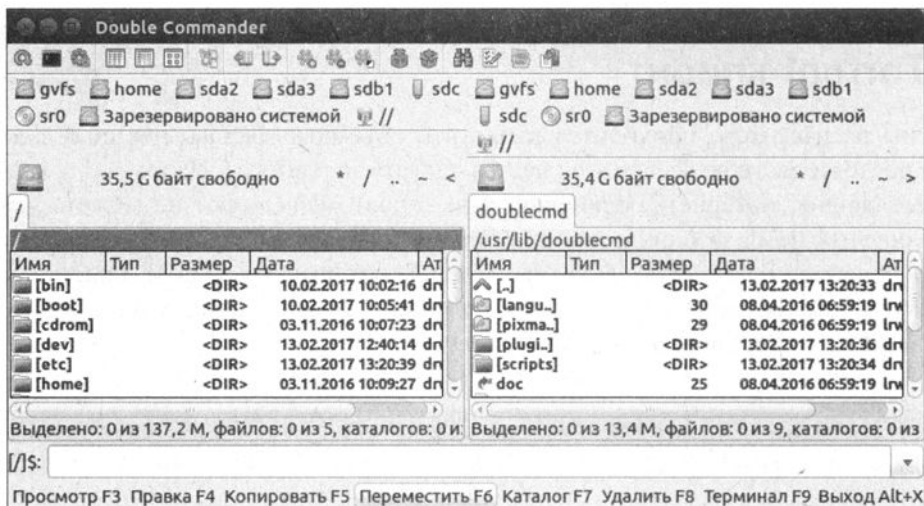 Double Commander
gvfs home sda2 sda3 sdb1 sdc gvfs home sda2 sda3 sdb1
sr0 Зарезервировано системой // sdc sr0 Зарезервировано системой
//
35,5 G байт свободно * / .. ~ < 35,4 G байт свободно * / .. ~ >
/ doublecmd
/ /usr/lib/doublecmd
Имя Тип Размер Дата Ат Имя Тип Размер Дата Ат
[bin] <DIR> 10.02.2017 10:02:16 drw [..] <DIR> 13.02.2017 13:20:33 drw
[boot] <DIR> 10.02.2017 10:05:41 drw [langu..] 30 08.04.2016 06:59:19 lrw
[cdrom] <DIR> 03.11.2016 10:07:23 drw [pixma..] 29 08.04.2016 06:59:19 lrw
[dev] <DIR> 13.02.2017 12:40:14 drw [plugi..] <DIR> 13.02.2017 13:20:36 drw
[etc] <DIR> 13.02.2017 13:20:39 drw [scripts] <DIR> 13.02.2017 13:20:34 drw
[home] <DIR> 03.11.2016 10:09:27 drw doc 25 08.04.2016 06:59:19 lrw
Выделено: 0 из 137,2 M, файлов: 0 из 5, каталогов: 0 из Выделено: 0 из 13,4 M, файлов: 0 из 9, каталогов: 0 из
[/]$:
Просмотр F3 Правка F4 Копировать F5 Переместить F6 Каталог F7 Удалить F8 Терминал F9 Выход Alt+X